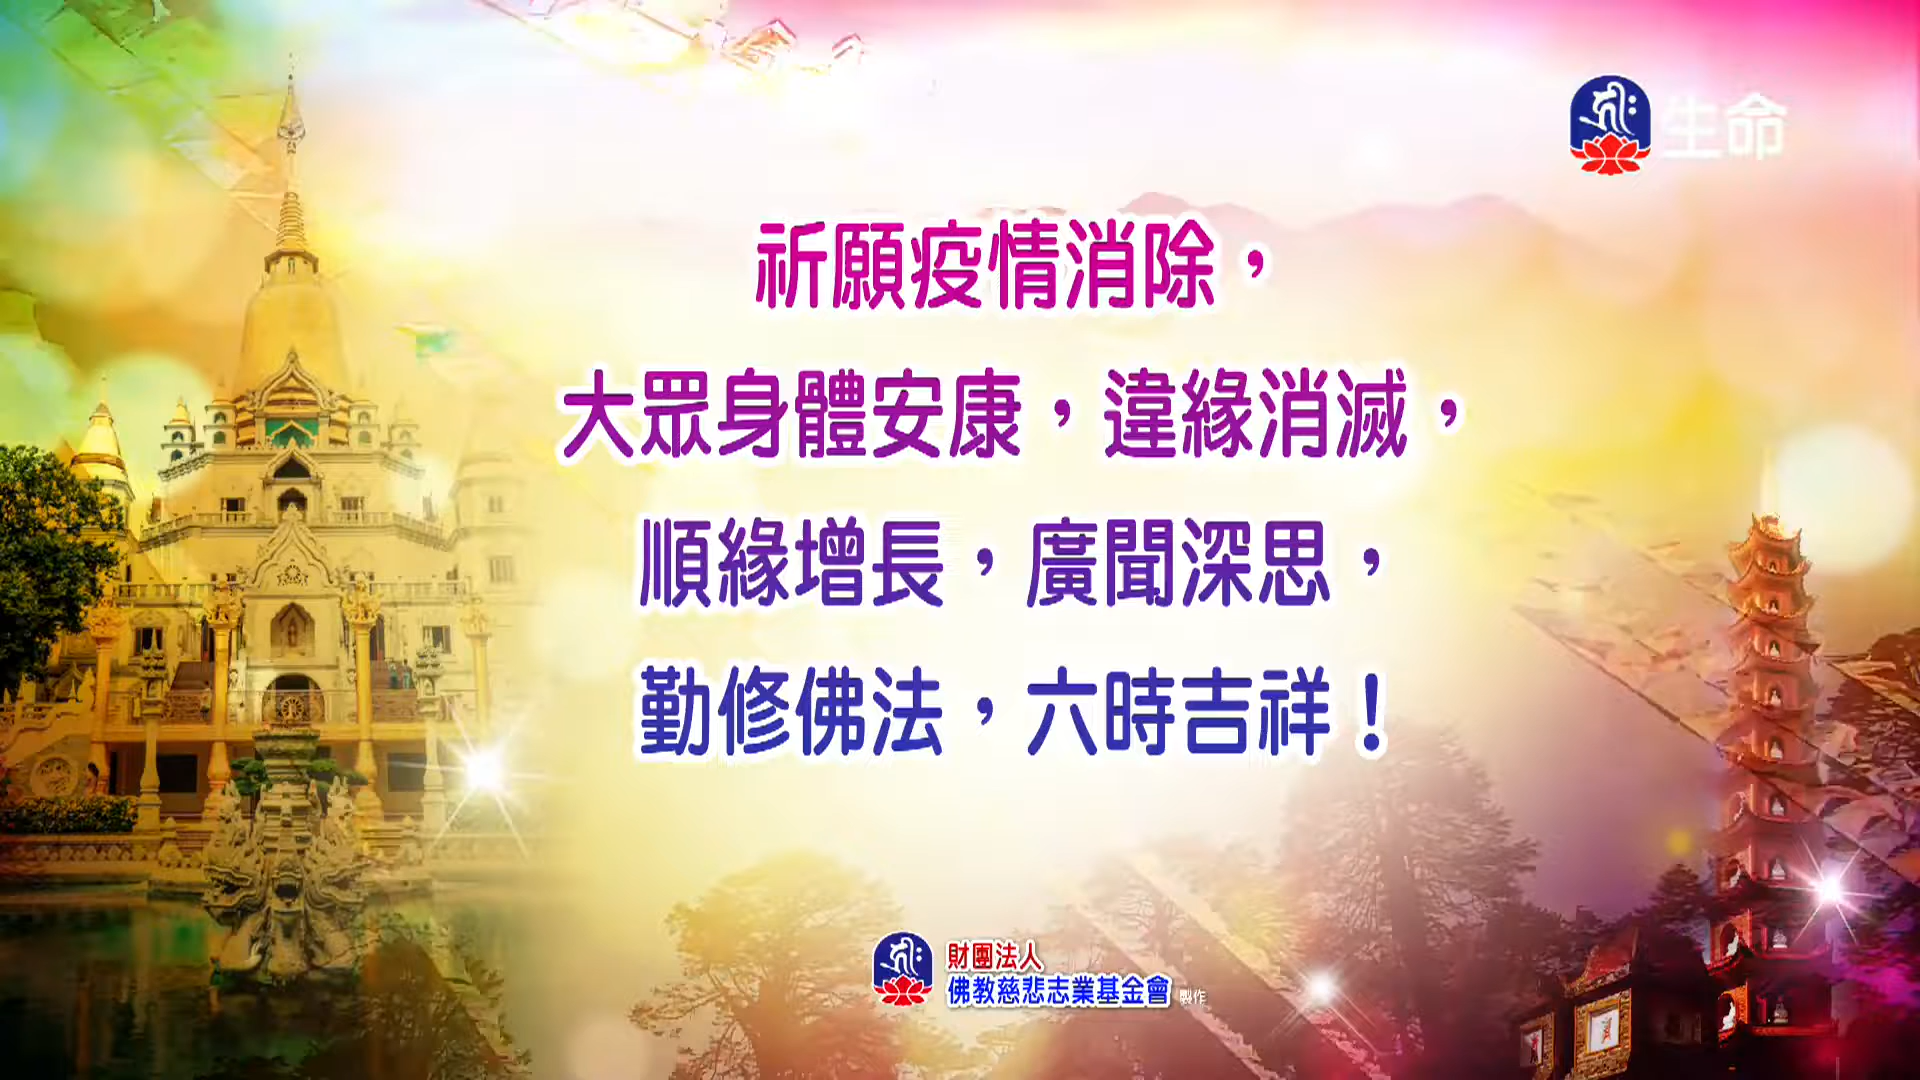 生命
祈願疫情消除，
大眾身體安康，違緣消滅，
順緣增長，廣聞深思，
勤修佛法，六時吉祥！
財團法人
佛教慈悲志業基金會 製作